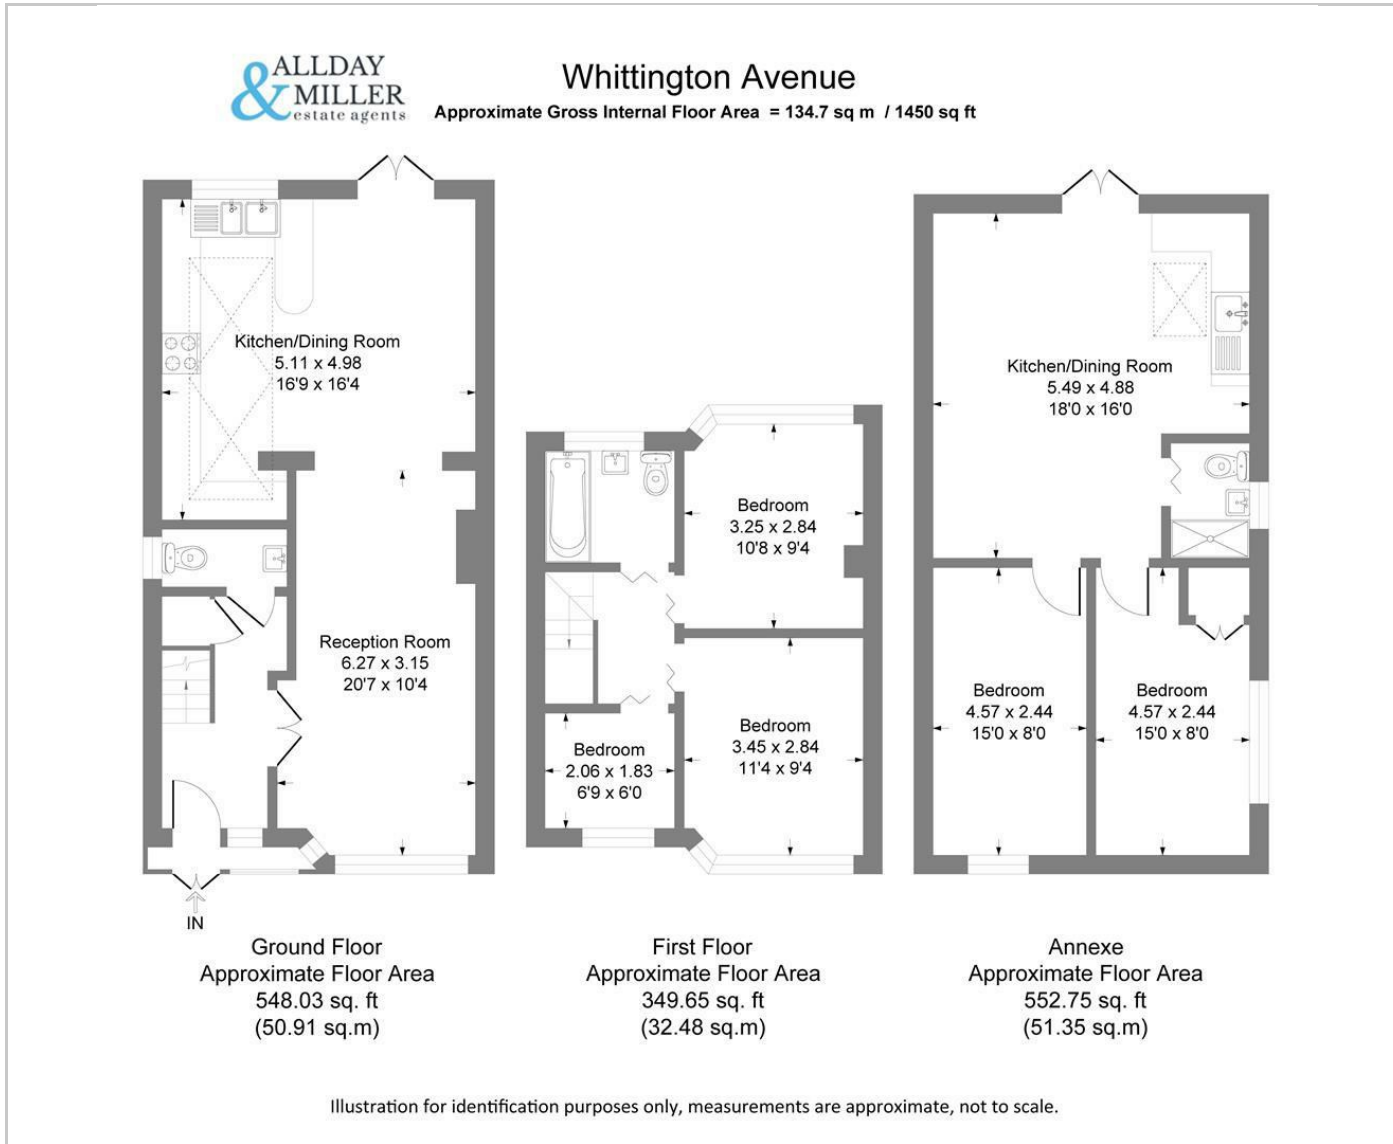 ALLDAY
& MILLER
estate agents
Whittington Avenue
Approximate Gross Internal Floor Area = 134.7 sq m / 1450 sq ft
Kitchen/Dining Room
5.11 x 4.98
16'9 x 16'4
Reception Room
6.27 x 3.15
20'7 x 10'4
IN
Ground Floor
Approximate Floor Area
548.03 sq. ft
(50.91 sq.m)
Bedroom
3.25 x 2.84
10'8 x 9'4
Bedroom
3.45 x 2.84
11'4 x 9'4
Bedroom
2.06 x 1.83
6'9 x 6'0
First Floor
Approximate Floor Area
349.65 sq. ft
(32.48 sq.m)
Kitchen/Dining Room
5.49 x 4.88
18'0 x 16'0
Bedroom
4.57 x 2.44
15'0 x 8'0
Bedroom
4.57 x 2.44
15'0 x 8'0
Annexe
Approximate Floor Area
552.75 sq. ft
(51.35 sq.m)
Illustration for identification purposes only, measurements are approximate, not to scale.